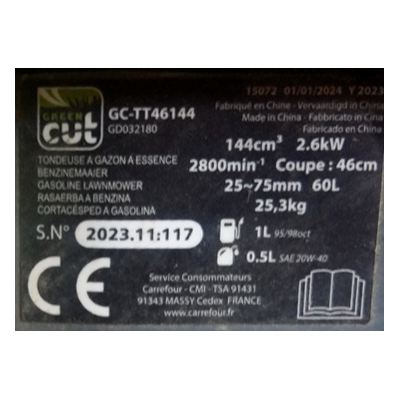 15072 01/01/2024 Y 2023
GREEN
cut
GC-TT46144
GD032180
Fabriqué en Chine - Vervaardigd in China
Made in China - Fabbricato in Cina
Fabricado en China
144cm³ 2.6kW
2800min⁻¹ Coupe : 46cm
25~75mm 60L
25,3kg
TONDEUSE A GAZON A ESSENCE
BENZINEMAAIER
GASOLINE LAWNMOWER
RASAERBA A BENZINA
CORTACÉSPED A GASOLINA
S.N° 2023.11:117
1L 95/98oct
0.5L SAE 20W-40
CE
Service Consommateurs
Carrefour - CMI - TSA 91431
91343 MASSY Cedex FRANCE
www.carrefour.fr